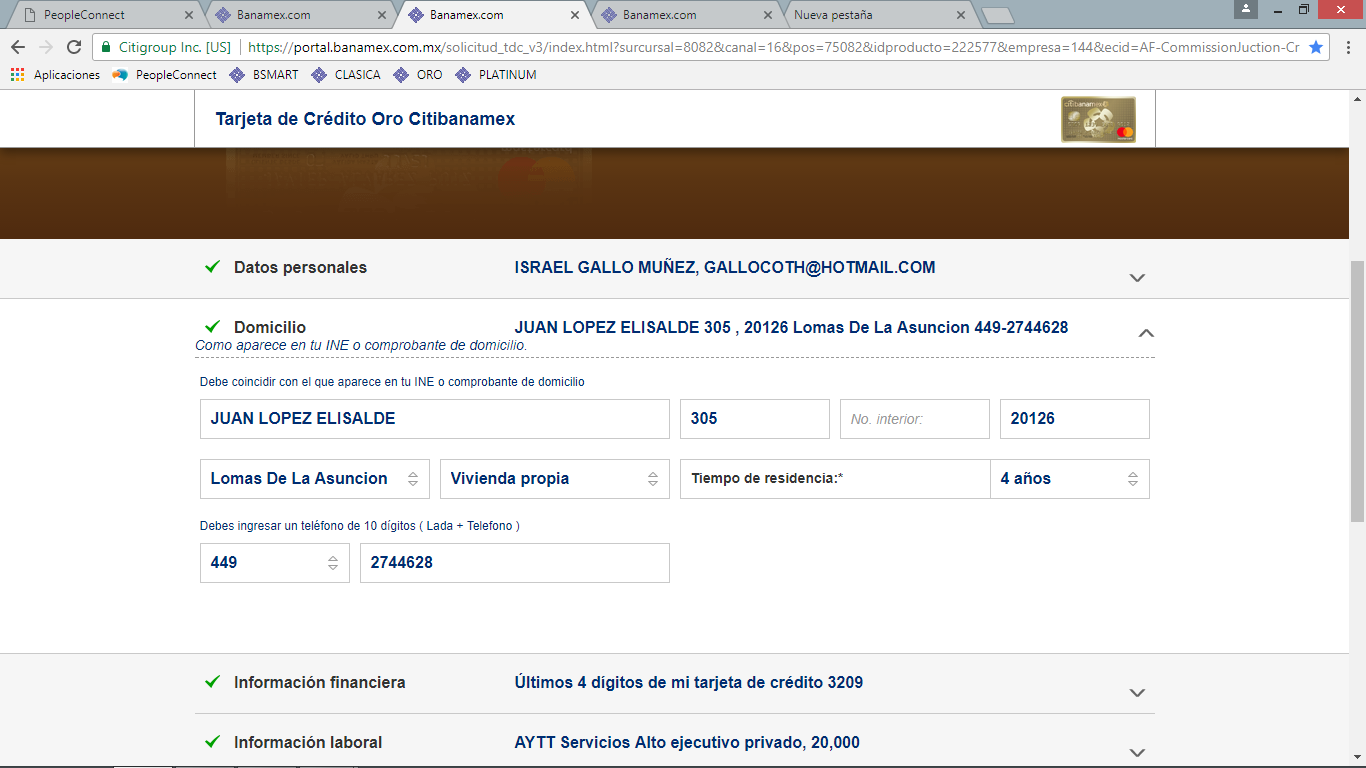 PeopleConnect
Banamex.com
Banamex.com
Banamex.com
Nueva pestaña
Citigroup Inc. [US]
https://portal.banamex.com.mx/solicitud_tdc_v3/index.html?sursal=8082&canal=16&pos=75082&idproducto=222577&empresa=144&ecid=AF-CommissionJuction-Cr
Aplicaciones
PeopleConnect
BSMART
CLASICA
ORO
PLATINUM
Tarjeta de Crédito Oro Citibanamex
citibanamex
Datos personales
ISRAEL GALLO MUÑEZ, GALLOCOTH@HOTMAIL.COM
Domicilio
JUAN LOPEZ ELISALDE 305 , 20126 Lomas De La Asuncion 449-2744628
Como aparece en tu INE o comprobante de domicilio.
Debe coincidir con el que aparece en tu INE o comprobante de domicilio
JUAN LOPEZ ELISALDE
305
No. interior:
20126
Lomas De La Asuncion
Vivienda propia
Tiempo de residencia:*
4 años
Debes ingresar un teléfono de 10 dígitos ( Lada + Telefono )
449
2744628
Información financiera
Últimos 4 dígitos de mi tarjeta de crédito 3209
Información laboral
AYTT Servicios Alto ejecutivo privado, 20,000